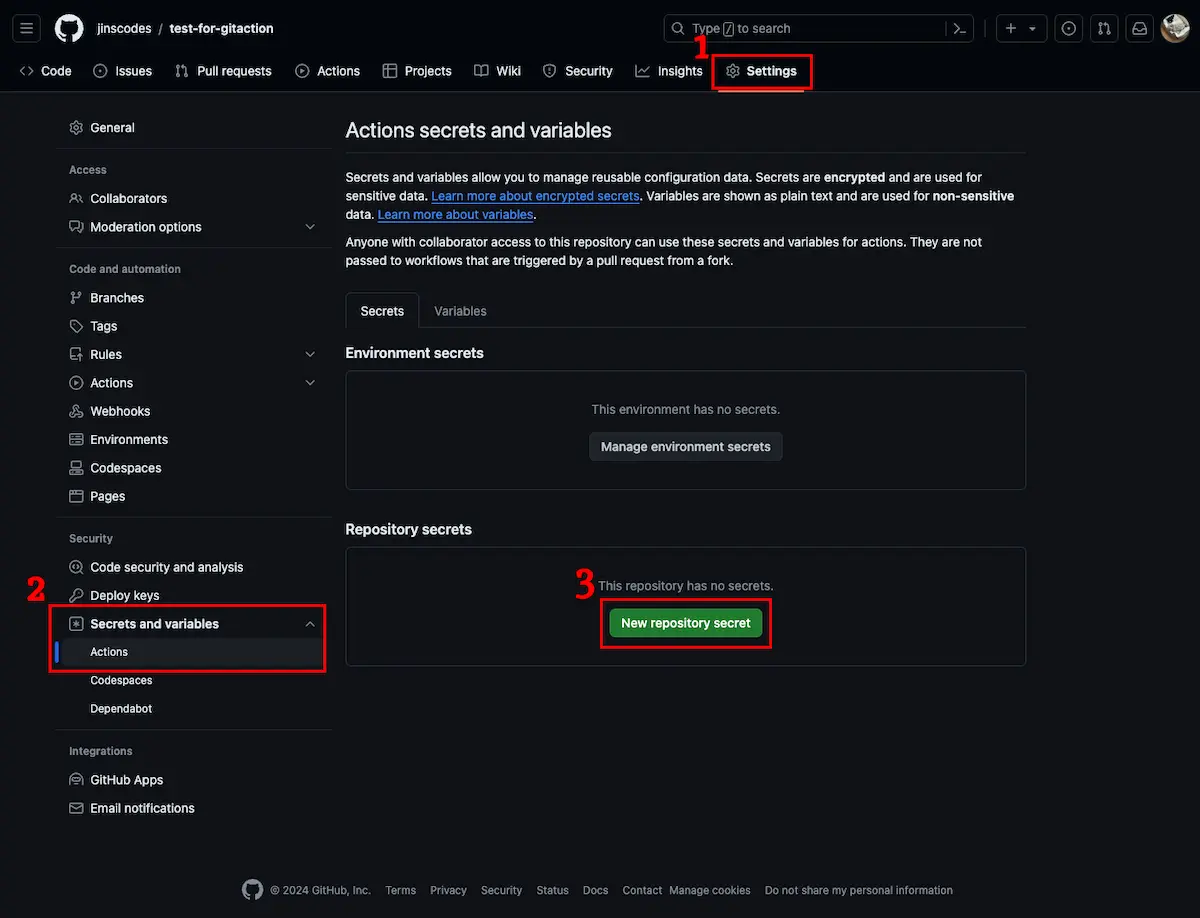 jinscodes / test-for-gitaction
Type / to search
Code Issues Pull requests Actions Projects Wiki Security Insights Settings
1
General
Access
Collaborators
Moderation options
Code and automation
Branches
Tags
Rules
Actions
Webhooks
Environments
Codespaces
Pages
Security
Code security and analysis
2
Deploy keys
Secrets and variables
Actions
Codespaces
Dependabot
Integrations
GitHub Apps
Email notifications
Actions secrets and variables
Secrets and variables allow you to manage reusable configuration data. Secrets are encrypted and are used for
sensitive data. Learn more about encrypted secrets. Variables are shown as plain text and are used for non-sensitive
data. Learn more about variables.
Anyone with collaborator access to this repository can use these secrets and variables for actions. They are not
passed to workflows that are triggered by a pull request from a fork.
Secrets Variables
Environment secrets
This environment has no secrets.
Manage environment secrets
Repository secrets
3
This repository has no secrets.
New repository secret
© 2024 GitHub, Inc. Terms Privacy Security Status Docs Contact Manage cookies Do not share my personal information